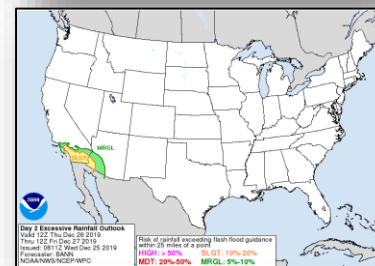 MRGL
SLGT
NOAA
Day 2 Excessive Rainfall Outlook
Valid 12Z Thu Dec 26 2019
Thru 12Z Fri Dec 27 2019
Issued: 0811Z Wed Dec 25 2019
Forecaster: BANN
NOAA/NWS/NCEP/WPC
Risk of rainfall exceeding flash flood guidance
within 25 miles of a point
HIGH: > 50% SLGT: 10%-20%
MDT: 20%-50% MRGL: 5%-10%